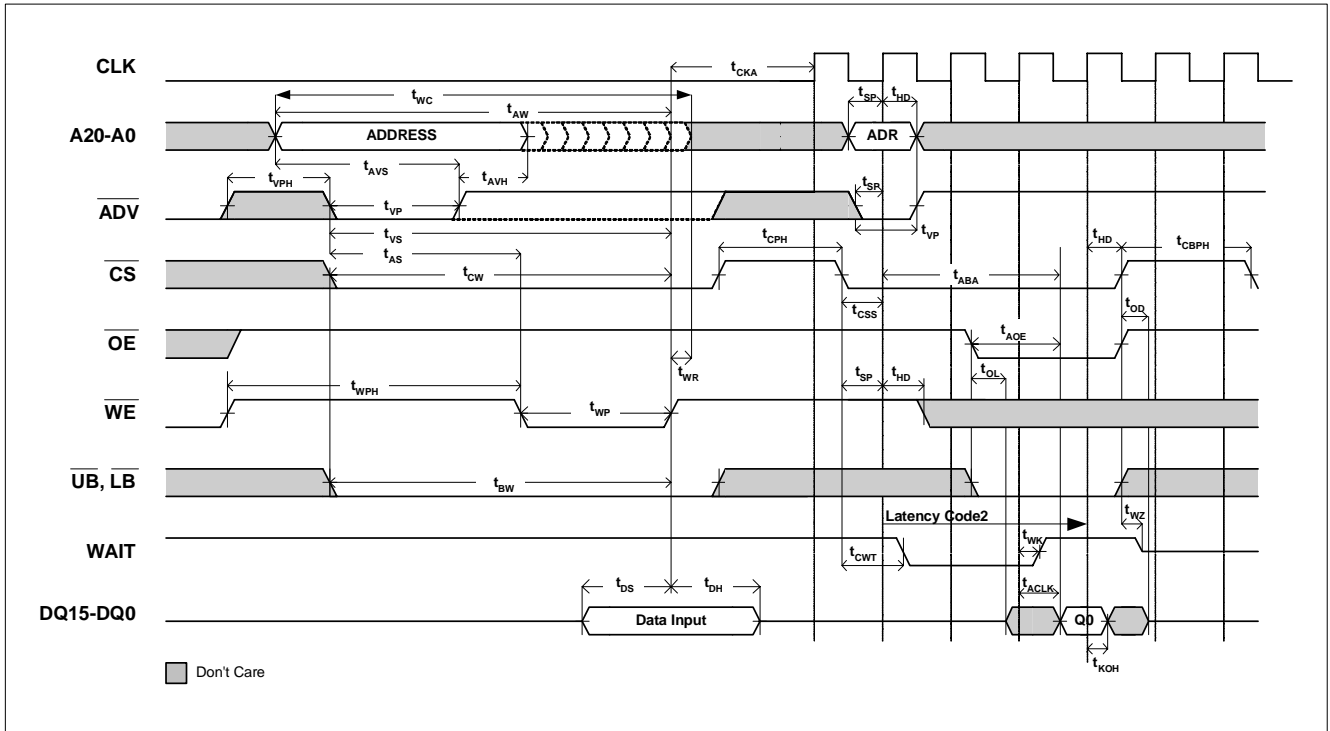 CLK
tCKA
tWC
tSP
tHD
tAW
A20-A0
ADDRESS
ADR
tAVS
tVPH
tAVH
tSP
ADV
tVP
tVS
tVP
tCPH
tHD
tCBPH
tAS
CS
tCW
tABA
tCSS
tOD
OE
tAOE
tWR
tSP
tHD
tOL
tWPH
WE
tWP
UB, LB
tBW
Latency Code2
tWZ
WAIT
tWK
tCWT
tDS
tDH
tACLK
DQ15-DQ0
Data Input
Q0
tKOH
Don't Care